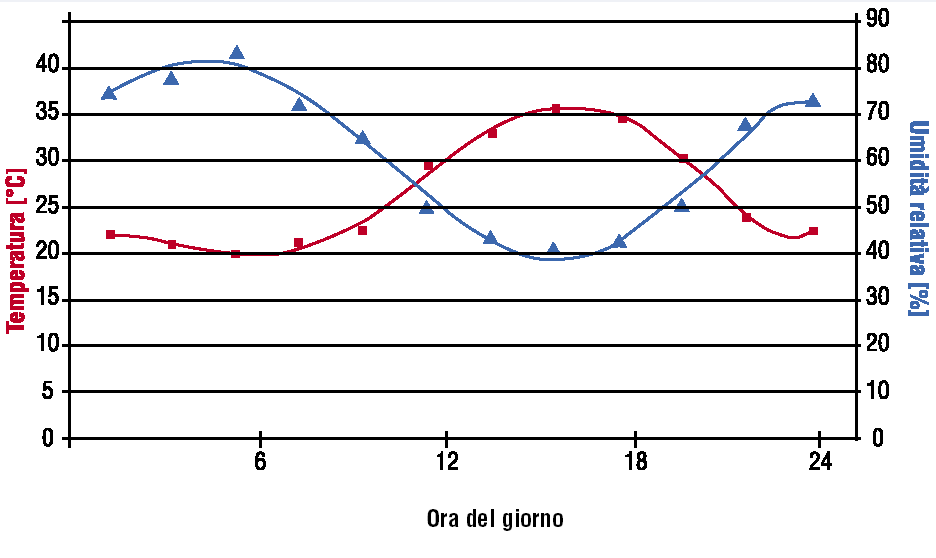 90
40 80
35 70
30 60
25 50
20 40
15 30
10 20
5 10
0 0
Temperatura [°C]
Umidità relativa [%]
6 12 18 24
Ora del giorno